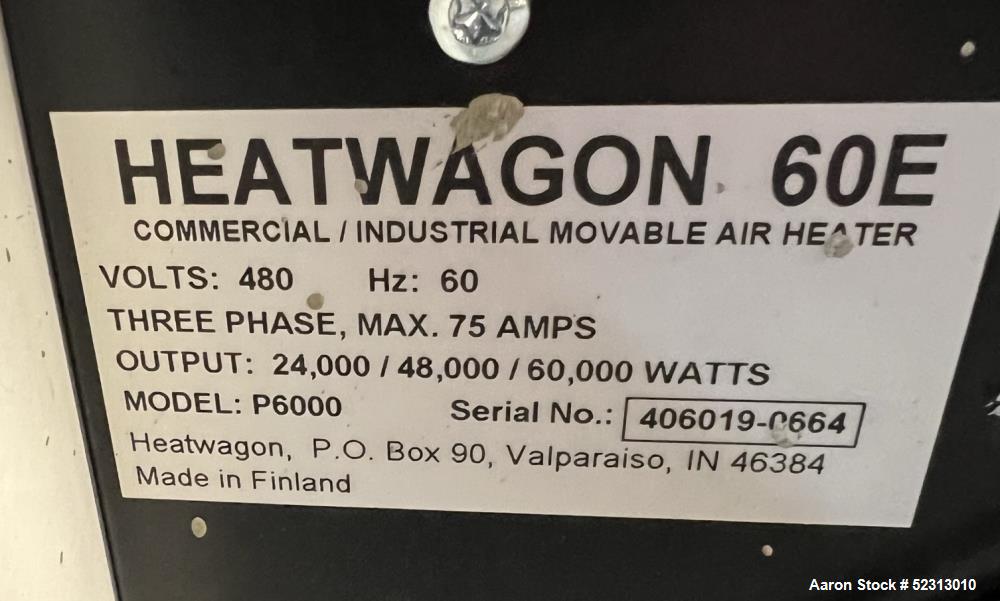 HEATWAGON 60E
COMMERCIAL / INDUSTRIAL MOVABLE AIR HEATER
VOLTS: 480 Hz: 60
THREE PHASE, MAX. 75 AMPS
OUTPUT: 24,000 / 48,000 / 60,000 WATTS
MODEL: P6000 Serial No.: 406019-0664
Heatwagon, P.O. Box 90, Valparaiso, IN 46384
Made in Finland
Aaron Stock # 52313010